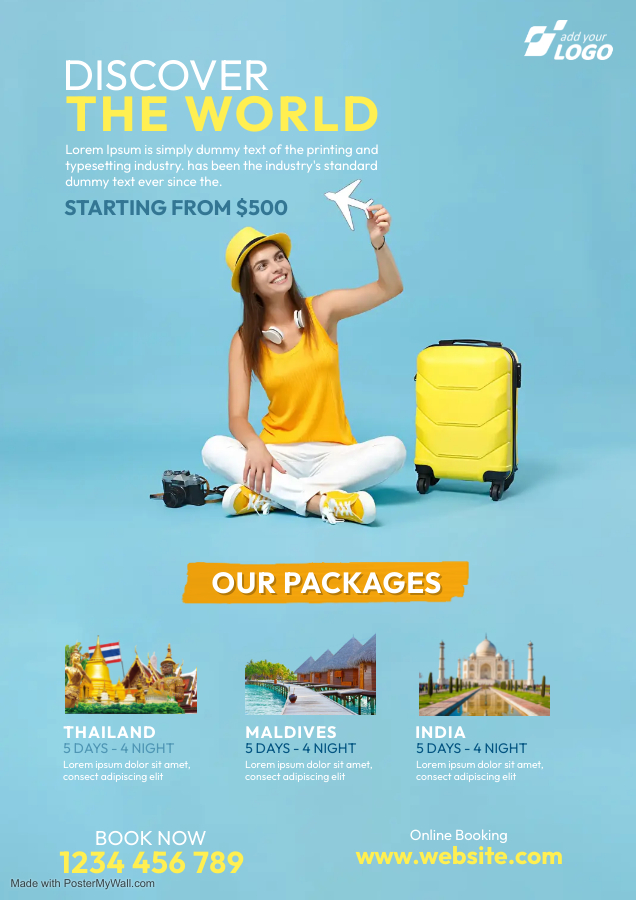 add your
LOGO
DISCOVER
THE WORLD
Lorem Ipsum is simply dummy text of the printing and
typesetting industry. has been the industry's standard
dummy text ever since the.
STARTING FROM $500
OUR PACKAGES
THAILAND
5 DAYS - 4 NIGHT
Lorem ipsum dolor sit amet,
consect adipiscing elit
MALDIVES
5 DAYS - 4 NIGHT
Lorem ipsum dolor sit amet,
consect adipiscing elit
INDIA
5 DAYS - 4 NIGHT
Lorem ipsum dolor sit amet,
consect adipiscing elit
BOOK NOW
1234 456 789
Online Booking
www.website.com
Made with PosterMyWall.com